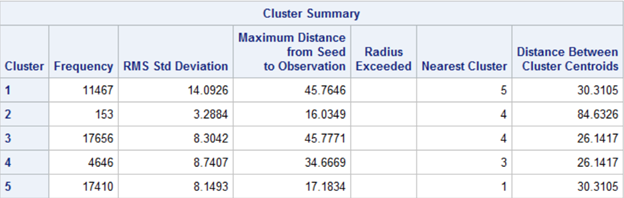 Cluster Summary
Cluster Frequency RMS Std Deviation Maximum Distance from Seed to Observation Radius Exceeded Nearest Cluster Distance Between Cluster Centroids
1 11467 14.0926 45.7646 5 30.3105
2 153 3.2884 16.0349 4 84.6326
3 17656 8.3042 45.7771 4 26.1417
4 4646 8.7407 34.6669 3 26.1417
5 17410 8.1493 17.1834 1 30.3105